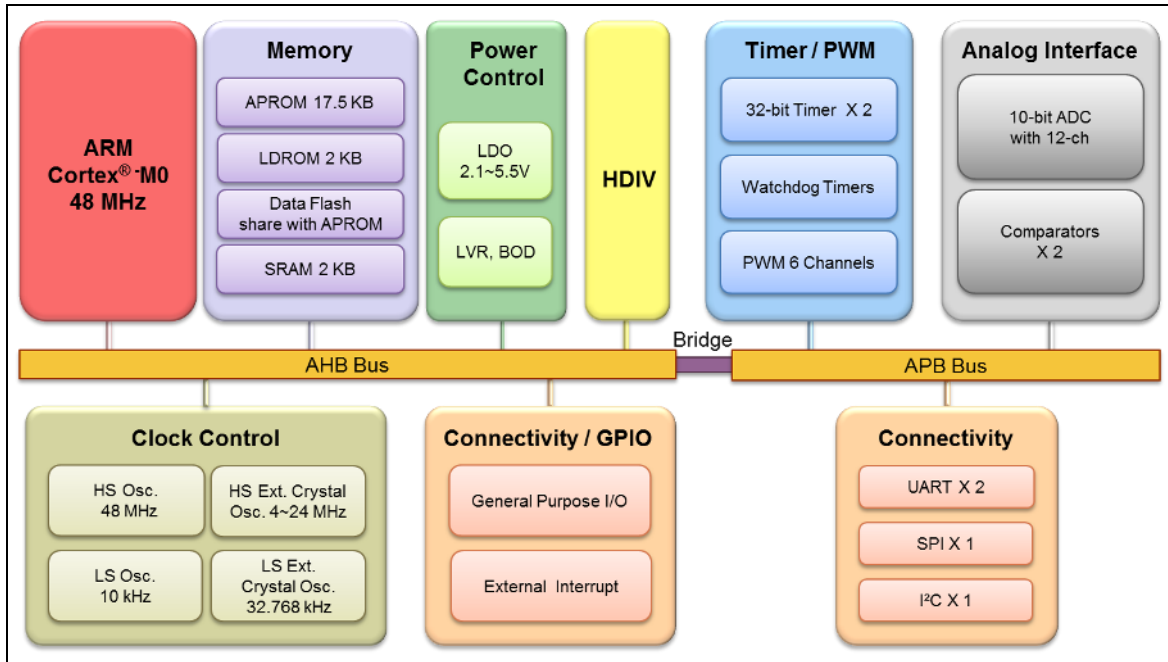 ARM
Cortex®-M0
48 MHz
Memory
APROM 17.5 KB
LDROM 2 KB
Data Flash
share with APROM
SRAM 2 KB
Power
Control
LDO
2.1~5.5V
LVR, BOD
HDIV
Timer / PWM
32-bit Timer X 2
Watchdog Timers
PWM 6 Channels
Analog Interface
10-bit ADC
with 12-ch
Comparators
X 2
AHB Bus
Bridge
APB Bus
Clock Control
HS Osc.
48 MHz
HS Ext. Crystal
Osc. 4~24 MHz
LS Osc.
10 kHz
LS Ext.
Crystal Osc.
32.768 kHz
Connectivity / GPIO
General Purpose I/O
External Interrupt
Connectivity
UART X 2
SPI X 1
I²C X 1